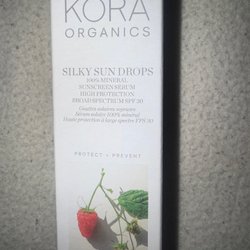 KORA
ORGANICS
SILKY SUN DROPS
100% MINERAL
SUNSCREEN SERUM
HIGH PROTECTION
BROAD SPECTRUM SPF 30
Gouttes solaires soyeuses
Sérum solaire 100% minéral
Haute protection à large spectre FPS 30
PROTECT + PREVENT